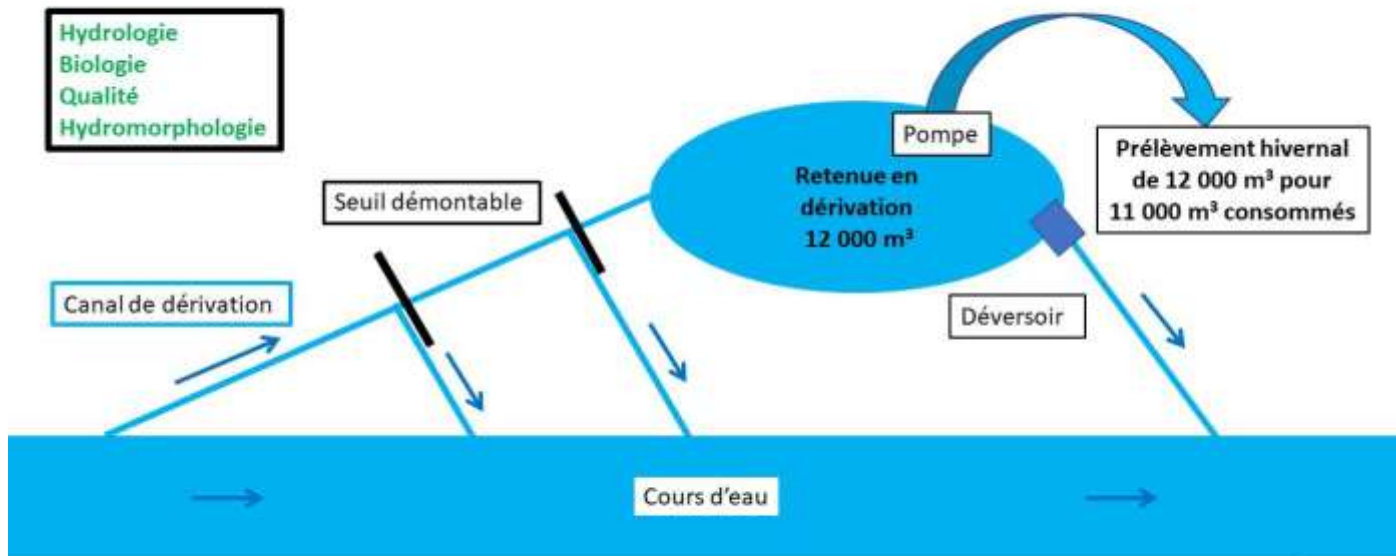 Hydrologie
Biologie
Qualité
Hydromorphologie
Pompe
Prélèvement hivernal
de 12 000 m³ pour
11 000 m³ consommés
Seuil démontable
Retenue en
dérivation
12 000 m³
Canal de dérivation
Déversoir
Cours d'eau